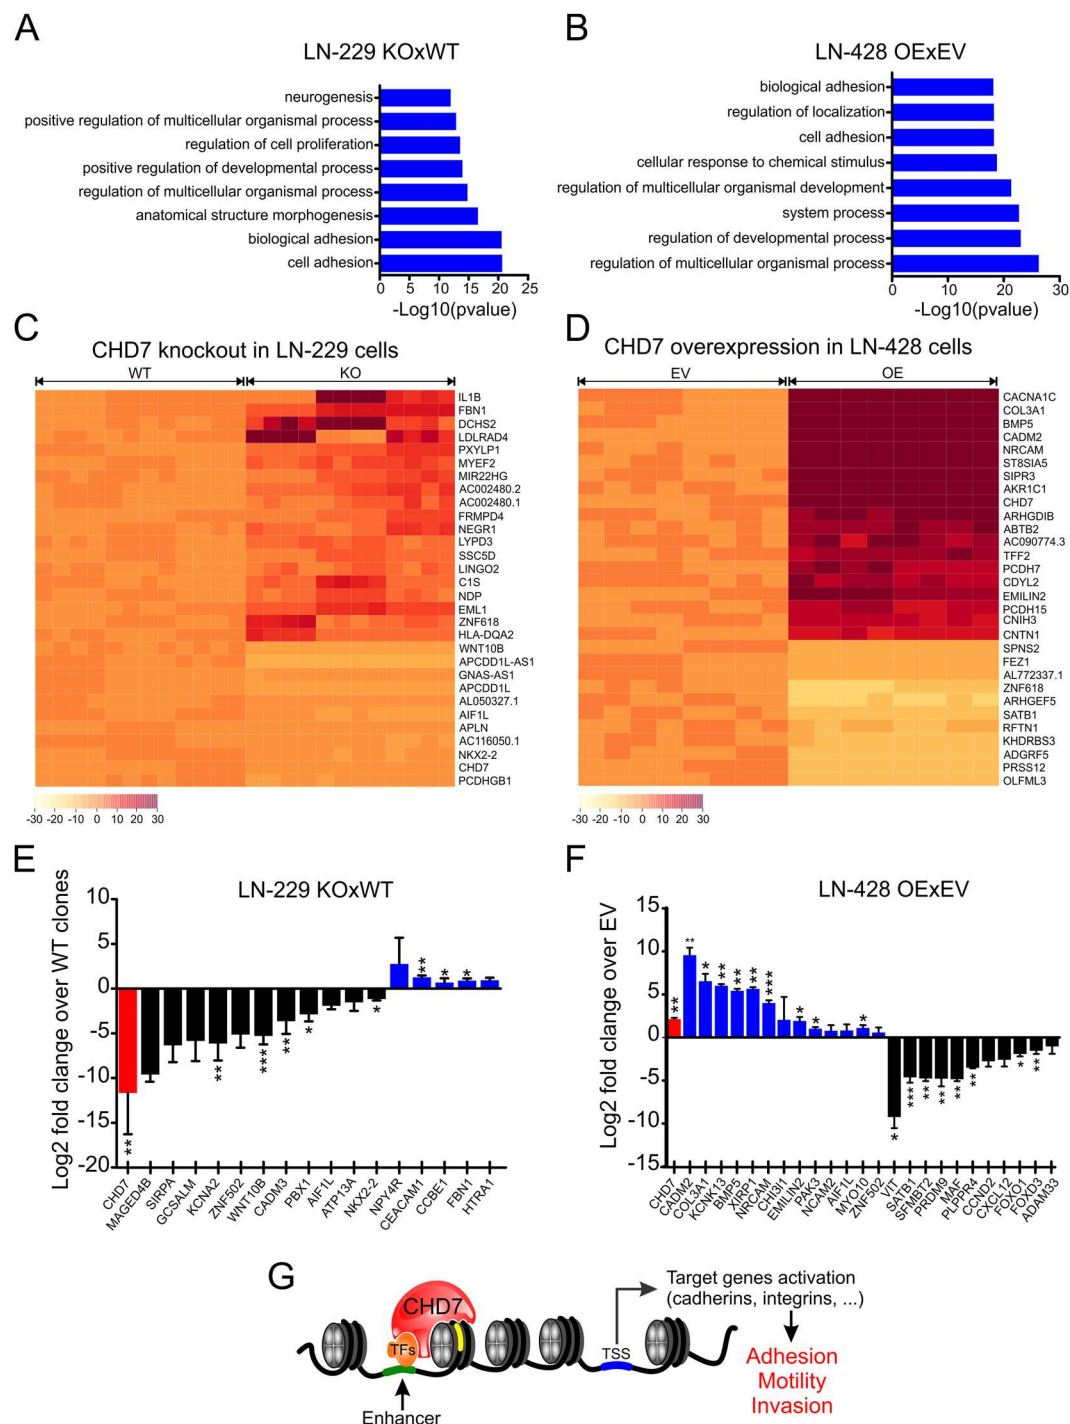 A
LN-229 KOxWT
neurogenesis
positive regulation of multicellular organismal process
regulation of cell proliferation
positive regulation of developmental process
regulation of multicellular organismal process
anatomical structure morphogenesis
biological adhesion
cell adhesion
0 5 10 15 20 25
-Log10(pvalue)
B
LN-428 OExEV
biological adhesion
regulation of localization
cell adhesion
cellular response to chemical stimulus
regulation of multicellular organismal development
system process
regulation of developmental process
regulation of multicellular organismal process
0 10 20 30
-Log10(pvalue)
C
CHD7 knockout in LN-229 cells
WT KO
IL1B
FBN1
DCHS2
LDLRAD4
PXYLP1
MYEF2
MIR22HG
AC002480.2
AC002480.1
FRMPD4
NEGR1
LYPD3
SSC5D
LINGO2
C1S
NDP
EML1
ZNF618
HLA-DQA2
WNT10B
APCDD1L-AS1
GNAS-AS1
APCDD1L
AL050327.1
AIF1L
APLN
AC116050.1
NKX2-2
CHD7
PCDHGB1
-30 -20 -10 0 10 20 30
D
CHD7 overexpression in LN-428 cells
EV OE
CACNA1C
COL3A1
BMP5
CADM2
NRCAM
ST8SIA5
SIPR3
AKR1C1
CHD7
ARHGDIB
ABTB2
AC090774.3
TFF2
PCDH7
CDYL2
EMILIN2
PCDH15
CNIH3
CNTN1
SPNS2
FEZ1
AL772337.1
ZNF618
ARHGEF5
SATB1
RFTN1
KHDRBS3
ADGRF5
PRSS12
OLFML3
-30 -20 -10 0 10 20 30
E
LN-229 KOxWT
Log2 fold clange over WT clones
10
5
0
-5
-10
-15
-20
** ** *** ** * * ** * *
CHD7
MAGED4B
SIRPA
GCSALM
KCNA2
ZNF502
WNT10B
CADM3
PBX1
AIF1L
ATP13A
NKX2-2
NPY4R
CEACAM1
CCBE1
FBN1
HTRA1
F
LN-428 OExEV
Log2 fold change over EV
15
10
5
0
-5
-10
-15
** ** * ** ** ** *** * * * * *** ** ** ** ** * **
CHD7
CADM2
COL3A1
KCNK13
BMP5
XIRP1
NRCAM
CHI3I1
EMILIN2
PAK3
NCAM2
AIF1L
MYO10
ZNF502
VIT
SATB1
SFMBT2
PRDM9
MAF
PLPPR4
CCND2
CXCL12
FOXO1
FOXD3
ADAM33
G
CHD7
TFs
Enhancer
TSS
Target genes activation
(cadherins, integrins, ...)
Adhesion
Motility
Invasion